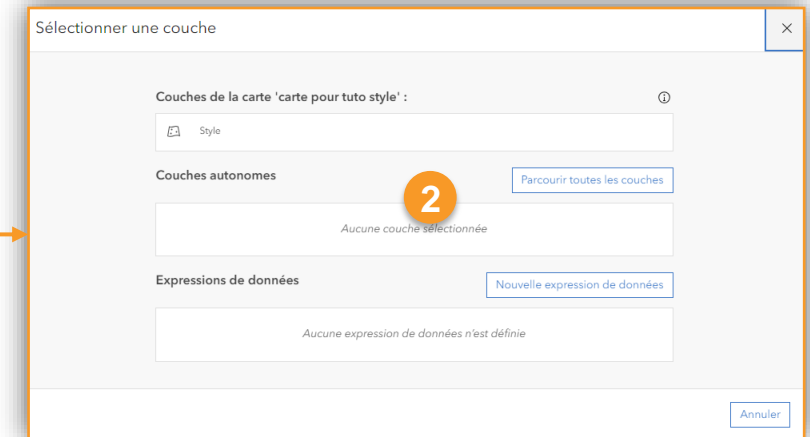 Sélectionner une couche
Couches de la carte 'carte pour tuto style' :
Style
Couches autonomes
Parcourir toutes les couches
2
Aucune couche sélectionnée
Expressions de données
Nouvelle expression de données
Aucune expression de données n'est définie
Annuler